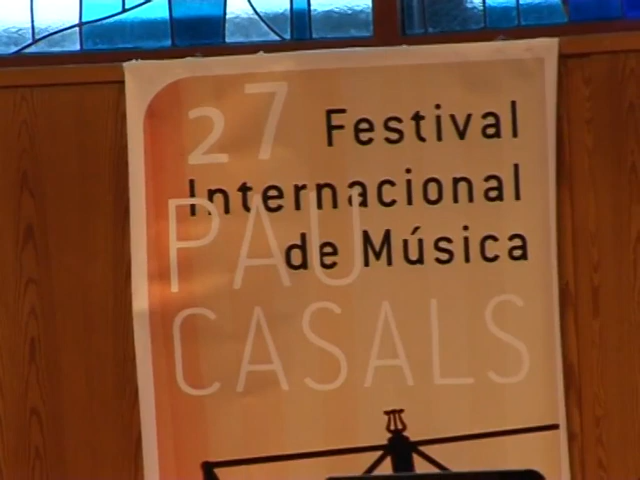 27 Festival
Internacional
de Música
PAU
CASALS